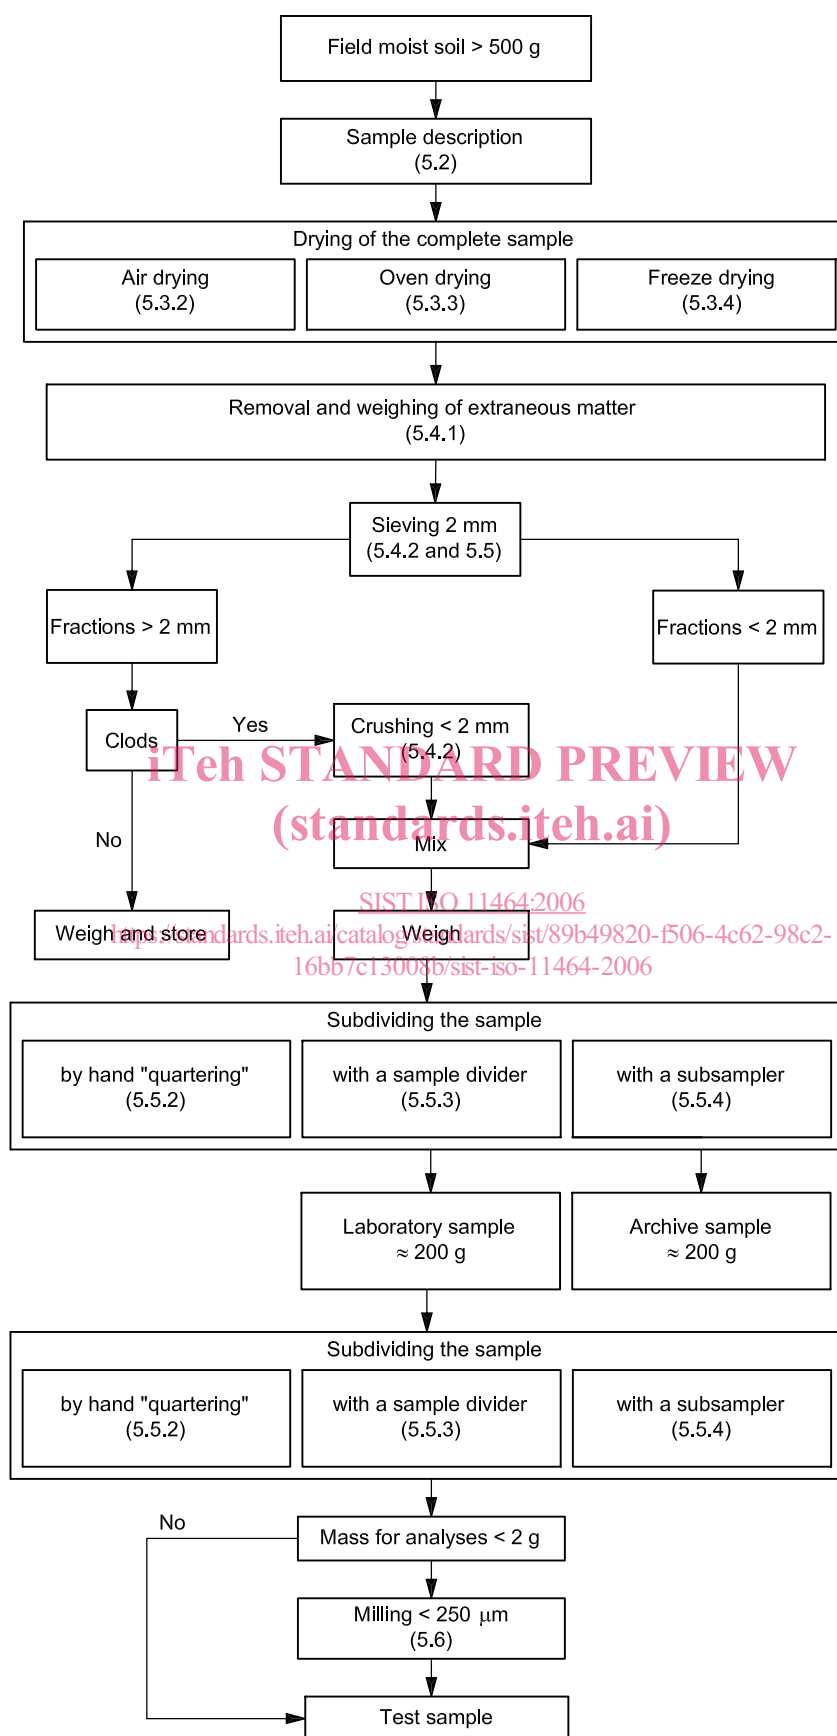 Field moist soil > 500 g
Sample description
(5.2)
Drying of the complete sample
Air drying
(5.3.2)
Oven drying
(5.3.3)
Freeze drying
(5.3.4)
Removal and weighing of extraneous matter
(5.4.1)
Sieving 2 mm
(5.4.2 and 5.5)
Fractions > 2 mm
Fractions < 2 mm
Clods
Yes
Crushing < 2 mm
(5.4.2)
iTeh STANDARD PREVIEW
(standards.iteh.ai)
No
Mix
SIST ISO 11464:2006
Weigh and store
Weigh
https://standards.iteh.ai/catalog/standards/sist/89b49820-f506-4c62-98c2-
16bb7c13008b/sist-iso-11464-2006
Subdividing the sample
by hand "quartering"
(5.5.2)
with a sample divider
(5.5.3)
with a subsampler
(5.5.4)
Laboratory sample
≈ 200 g
Archive sample
≈ 200 g
Subdividing the sample
by hand "quartering"
(5.5.2)
with a sample divider
(5.5.3)
with a subsampler
(5.5.4)
No
Mass for analyses < 2 g
Milling < 250 μm
(5.6)
Test sample